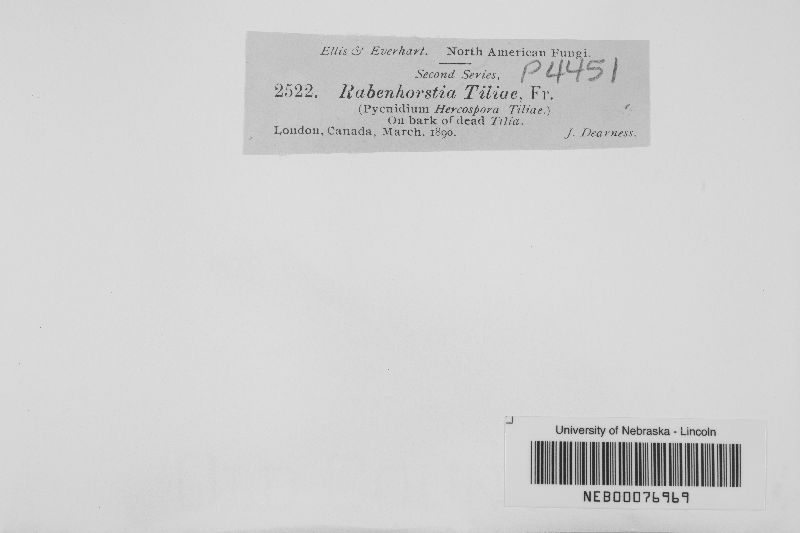 Ellis & Everhart. North American Fungi.
Second Series,
P4451
2522. Rabenhorstia Tiliae, Fr.
(Pycnidium Hercospora Tiliae.)
On bark of dead Tilia.
London, Canada, March, 1890. J. Dearness.
University of Nebraska - Lincoln
NEB00076969